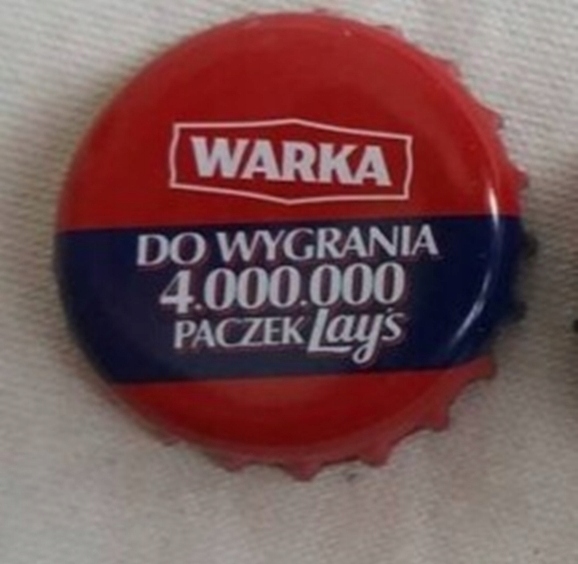 WARKA
DO WYGRANIA
4.000.000
PACZEK Lay's